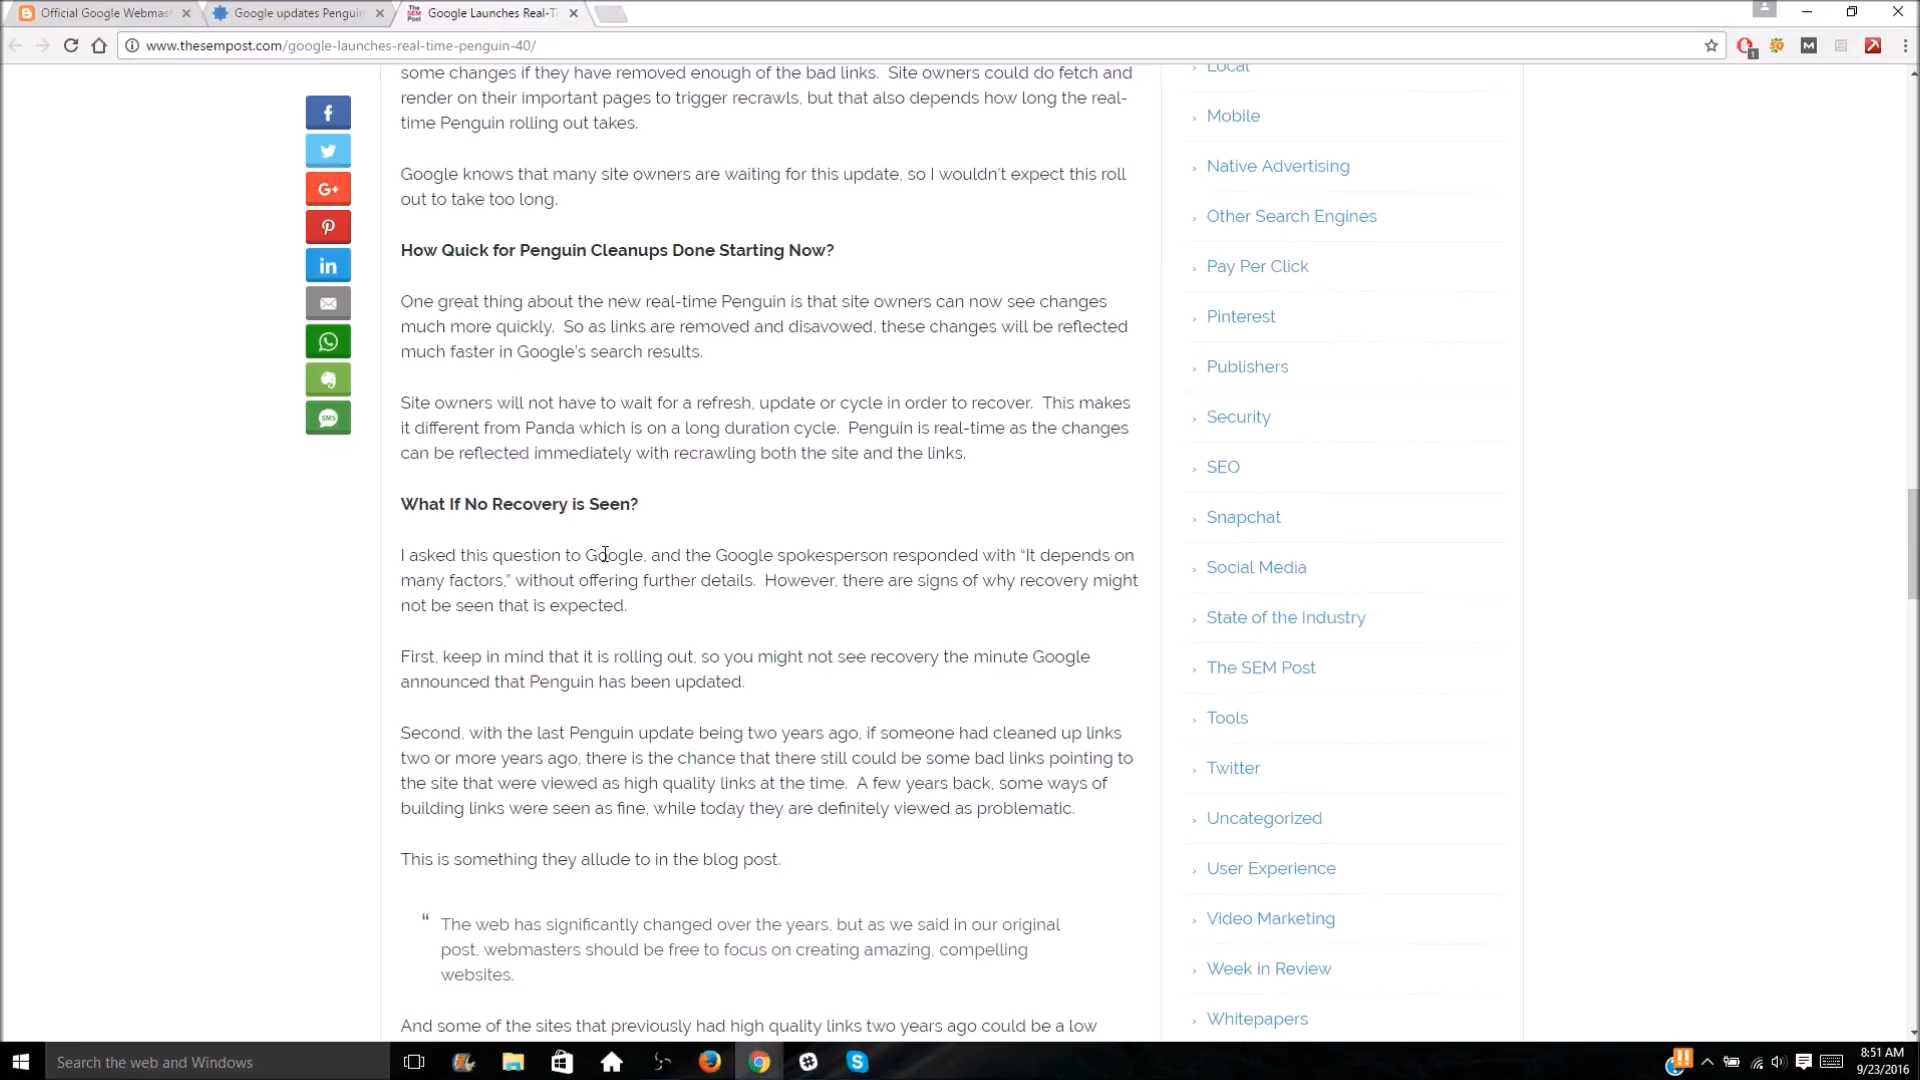 Official Google Webmast
Google updates Penguin
The SEM Post
Google Launches Real-Ti
www.thesempost.com/google-launches-real-time-penguin-40/
some changes if they have removed enough of the bad links.  Site owners could do fetch and
render on their important pages to trigger recrawls, but that also depends how long the real-
time Penguin rolling out takes.
Google knows that many site owners are waiting for this update, so I wouldn't expect this roll
out to take too long.
How Quick for Penguin Cleanups Done Starting Now?
One great thing about the new real-time Penguin is that site owners can now see changes
much more quickly.  So as links are removed and disavowed, these changes will be reflected
much faster in Google's search results.
Site owners will not have to wait for a refresh, update or cycle in order to recover.  This makes
it different from Panda which is on a long duration cycle.  Penguin is real-time as the changes
can be reflected immediately with recrawling both the site and the links.
What If No Recovery is Seen?
I asked this question to Google, and the Google spokesperson responded with “It depends on
many factors,” without offering further details.  However, there are signs of why recovery might
not be seen that is expected.
First, keep in mind that it is rolling out, so you might not see recovery the minute Google
announced that Penguin has been updated.
Second, with the last Penguin update being two years ago, if someone had cleaned up links
two or more years ago, there is the chance that there still could be some bad links pointing to
the site that were viewed as high quality links at the time.  A few years back, some ways of
building links were seen as fine, while today they are definitely viewed as problematic.
This is something they allude to in the blog post.
“ The web has significantly changed over the years, but as we said in our original
post, webmasters should be free to focus on creating amazing, compelling
websites.
And some of the sites that previously had high quality links two years ago could be a low
Local
Mobile
Native Advertising
Other Search Engines
Pay Per Click
Pinterest
Publishers
Security
SEO
Snapchat
Social Media
State of the Industry
The SEM Post
Tools
Twitter
Uncategorized
User Experience
Video Marketing
Week in Review
Whitepapers
G+
in
SMS
Search the web and Windows
8:51 AM
9/23/2016